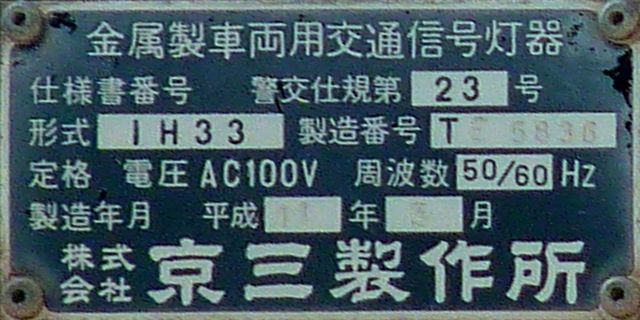 金属製車両用交通信号灯器
仕様書番号 警交仕規第 23 号
形式 1H33 製造番号 T
定格 電圧 AC100V 周波数 50/60 Hz
製造年月 平成 11 年 月
株式会社 京三製作所